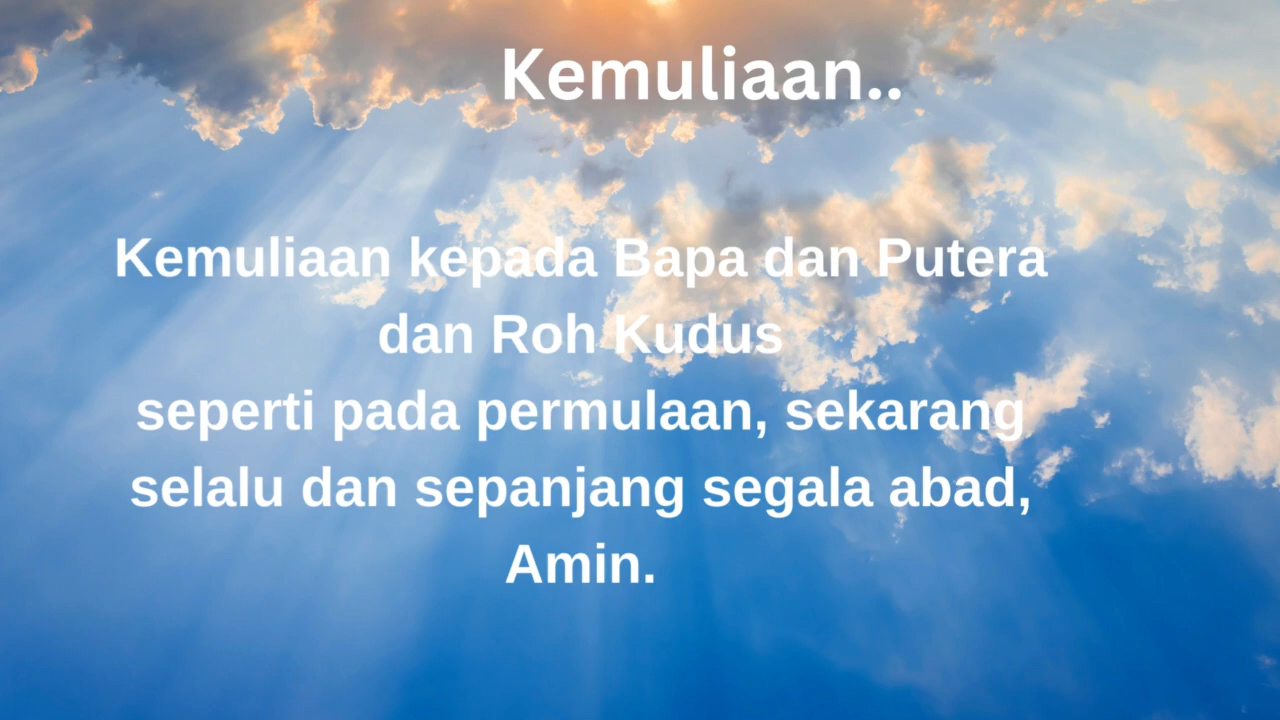 Kemuliaan..
Kemuliaan kepada Bapa dan Putera
dan Roh Kudus
seperti pada permulaan, sekarang
selalu dan sepanjang segala abad,
Amin.